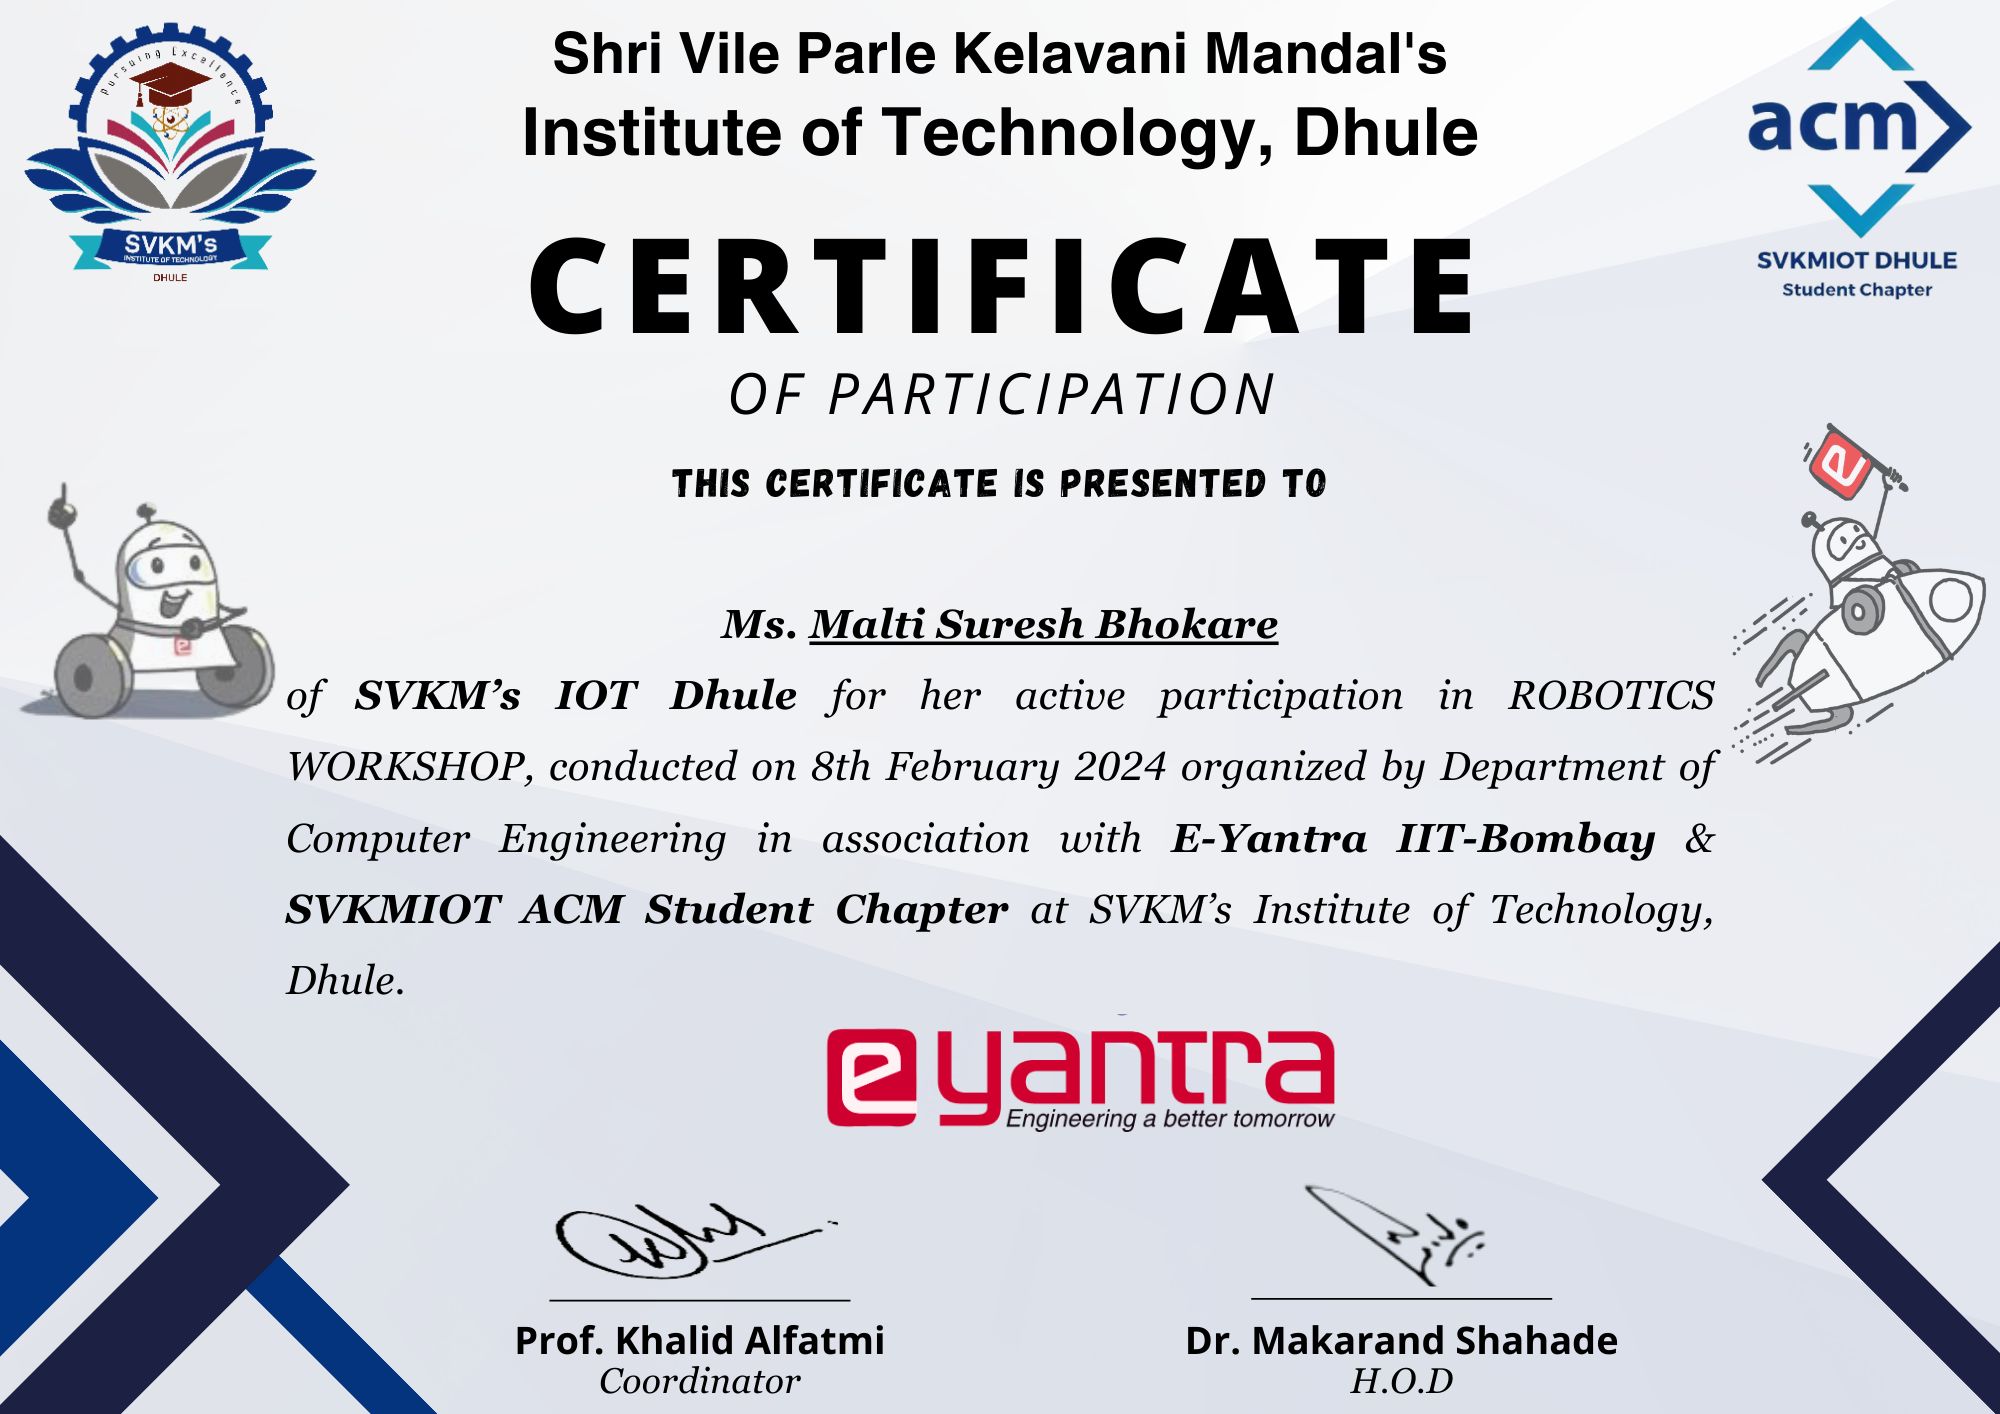 Shri Vile Parle Kelavani Mandal's
Institute of Technology, Dhule
Pursuing Excellence
SVKM's
INSTITUTE OF TECHNOLOGY
DHULE
acm
SVKMIOT DHULE
Student Chapter
CERTIFICATE
OF PARTICIPATION
THIS CERTIFICATE IS PRESENTED TO
Ms. Malti Suresh Bhokare
of SVKM’s IOT Dhule for her active participation in ROBOTICS
WORKSHOP, conducted on 8th February 2024 organized by Department of
Computer Engineering in association with E-Yantra IIT-Bombay &
SVKMIOT ACM Student Chapter at SVKM’s Institute of Technology,
Dhule.
e yantra
Engineering a better tomorrow
Prof. Khalid Alfatmi
Coordinator
Dr. Makarand Shahade
H.O.D